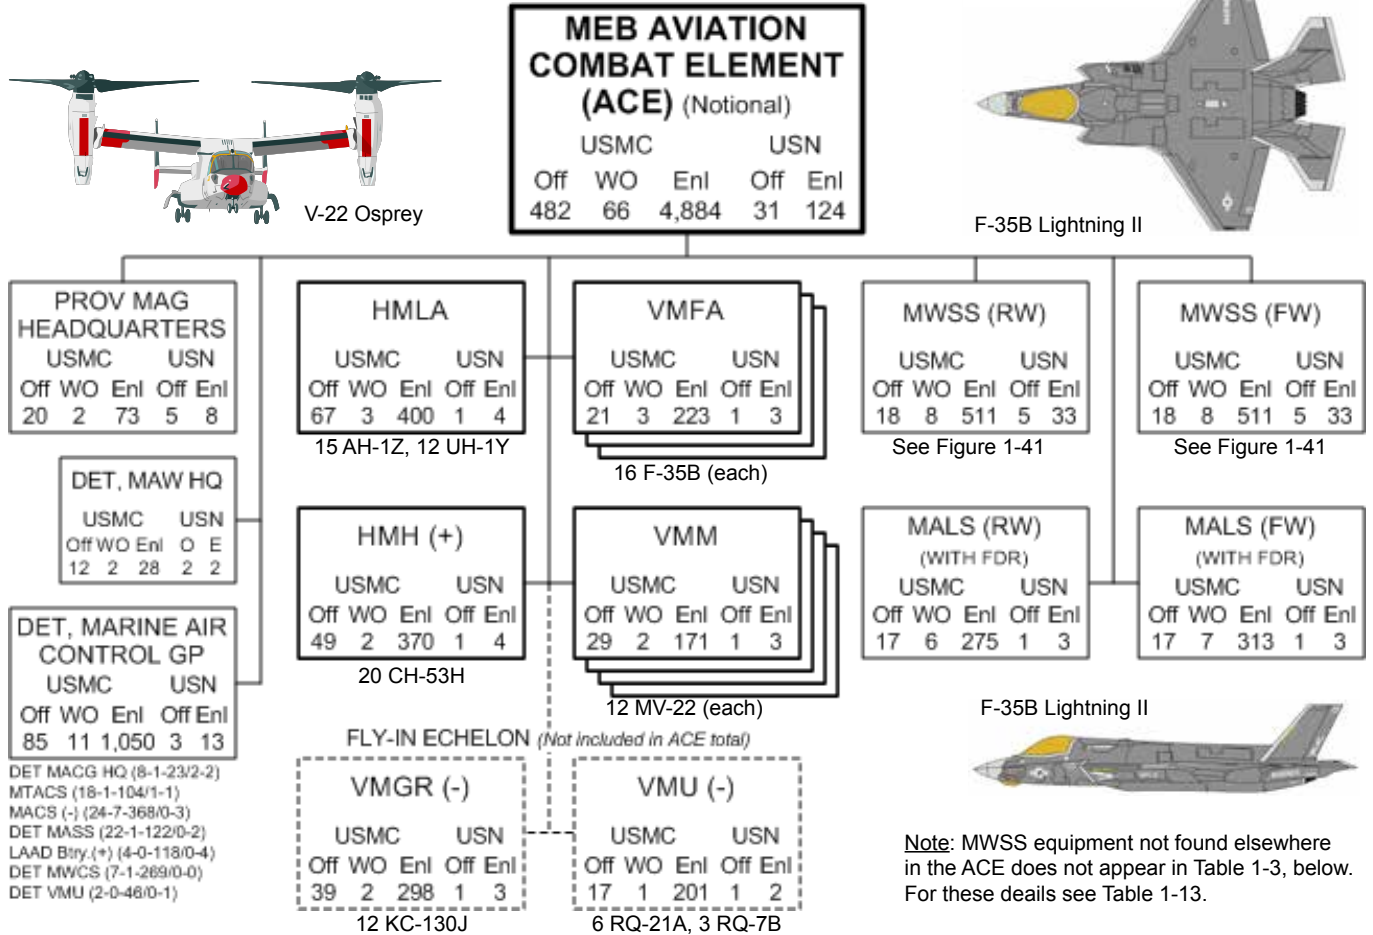 MEB AVIATION
COMBAT ELEMENT
(ACE) (Notional)
USMC USN
Off WO Enl Off Enl
482 66 4,884 31 124
V-22 Osprey
F-35B Lightning II
PROV MAG
HEADQUARTERS
USMC USN
Off WO Enl Off Enl
20 2 73 5 8
HMLA
USMC USN
Off WO Enl Off Enl
67 3 400 1 4
15 AH-1Z, 12 UH-1Y
VMFA
USMC USN
Off WO Enl Off Enl
21 3 223 1 3
16 F-35B (each)
MWSS (RW)
USMC USN
Off WO Enl Off Enl
18 8 511 5 33
See Figure 1-41
MWSS (FW)
USMC USN
Off WO Enl Off Enl
18 8 511 5 33
See Figure 1-41
DET, MAW HQ
USMC USN
Off WO Enl O E
12 2 28 2 2
HMH (+)
USMC USN
Off WO Enl Off Enl
49 2 370 1 4
20 CH-53H
VMM
USMC USN
Off WO Enl Off Enl
29 2 171 1 3
12 MV-22 (each)
MALS (RW)
(WITH FDR)
USMC USN
Off WO Enl Off Enl
17 6 275 1 3
MALS (FW)
(WITH FDR)
USMC USN
Off WO Enl Off Enl
17 7 313 1 3
DET, MARINE AIR
CONTROL GP
USMC USN
Off WO Enl Off Enl
85 11 1,050 3 13
DET MACG HQ (8-1-23/2-2)
MTACS (18-1-104/1-1)
MACS (-) (24-7-368/0-3)
DET MASS (22-1-122/0-2)
LAAD Btry.(+) (4-0-118/0-4)
DET MWCS (7-1-269/0-0)
DET VMU (2-0-46/0-1)
FLY-IN ECHELON (Not included in ACE total)
VMGR (-)
USMC USN
Off WO Enl Off Enl
39 2 298 1 3
12 KC-130J
VMU (-)
USMC USN
Off WO Enl Off Enl
17 1 201 1 2
6 RQ-21A, 3 RQ-7B
F-35B Lightning II
Note: MWSS equipment not found elsewhere
in the ACE does not appear in Table 1-3, below.
For these deails see Table 1-13.